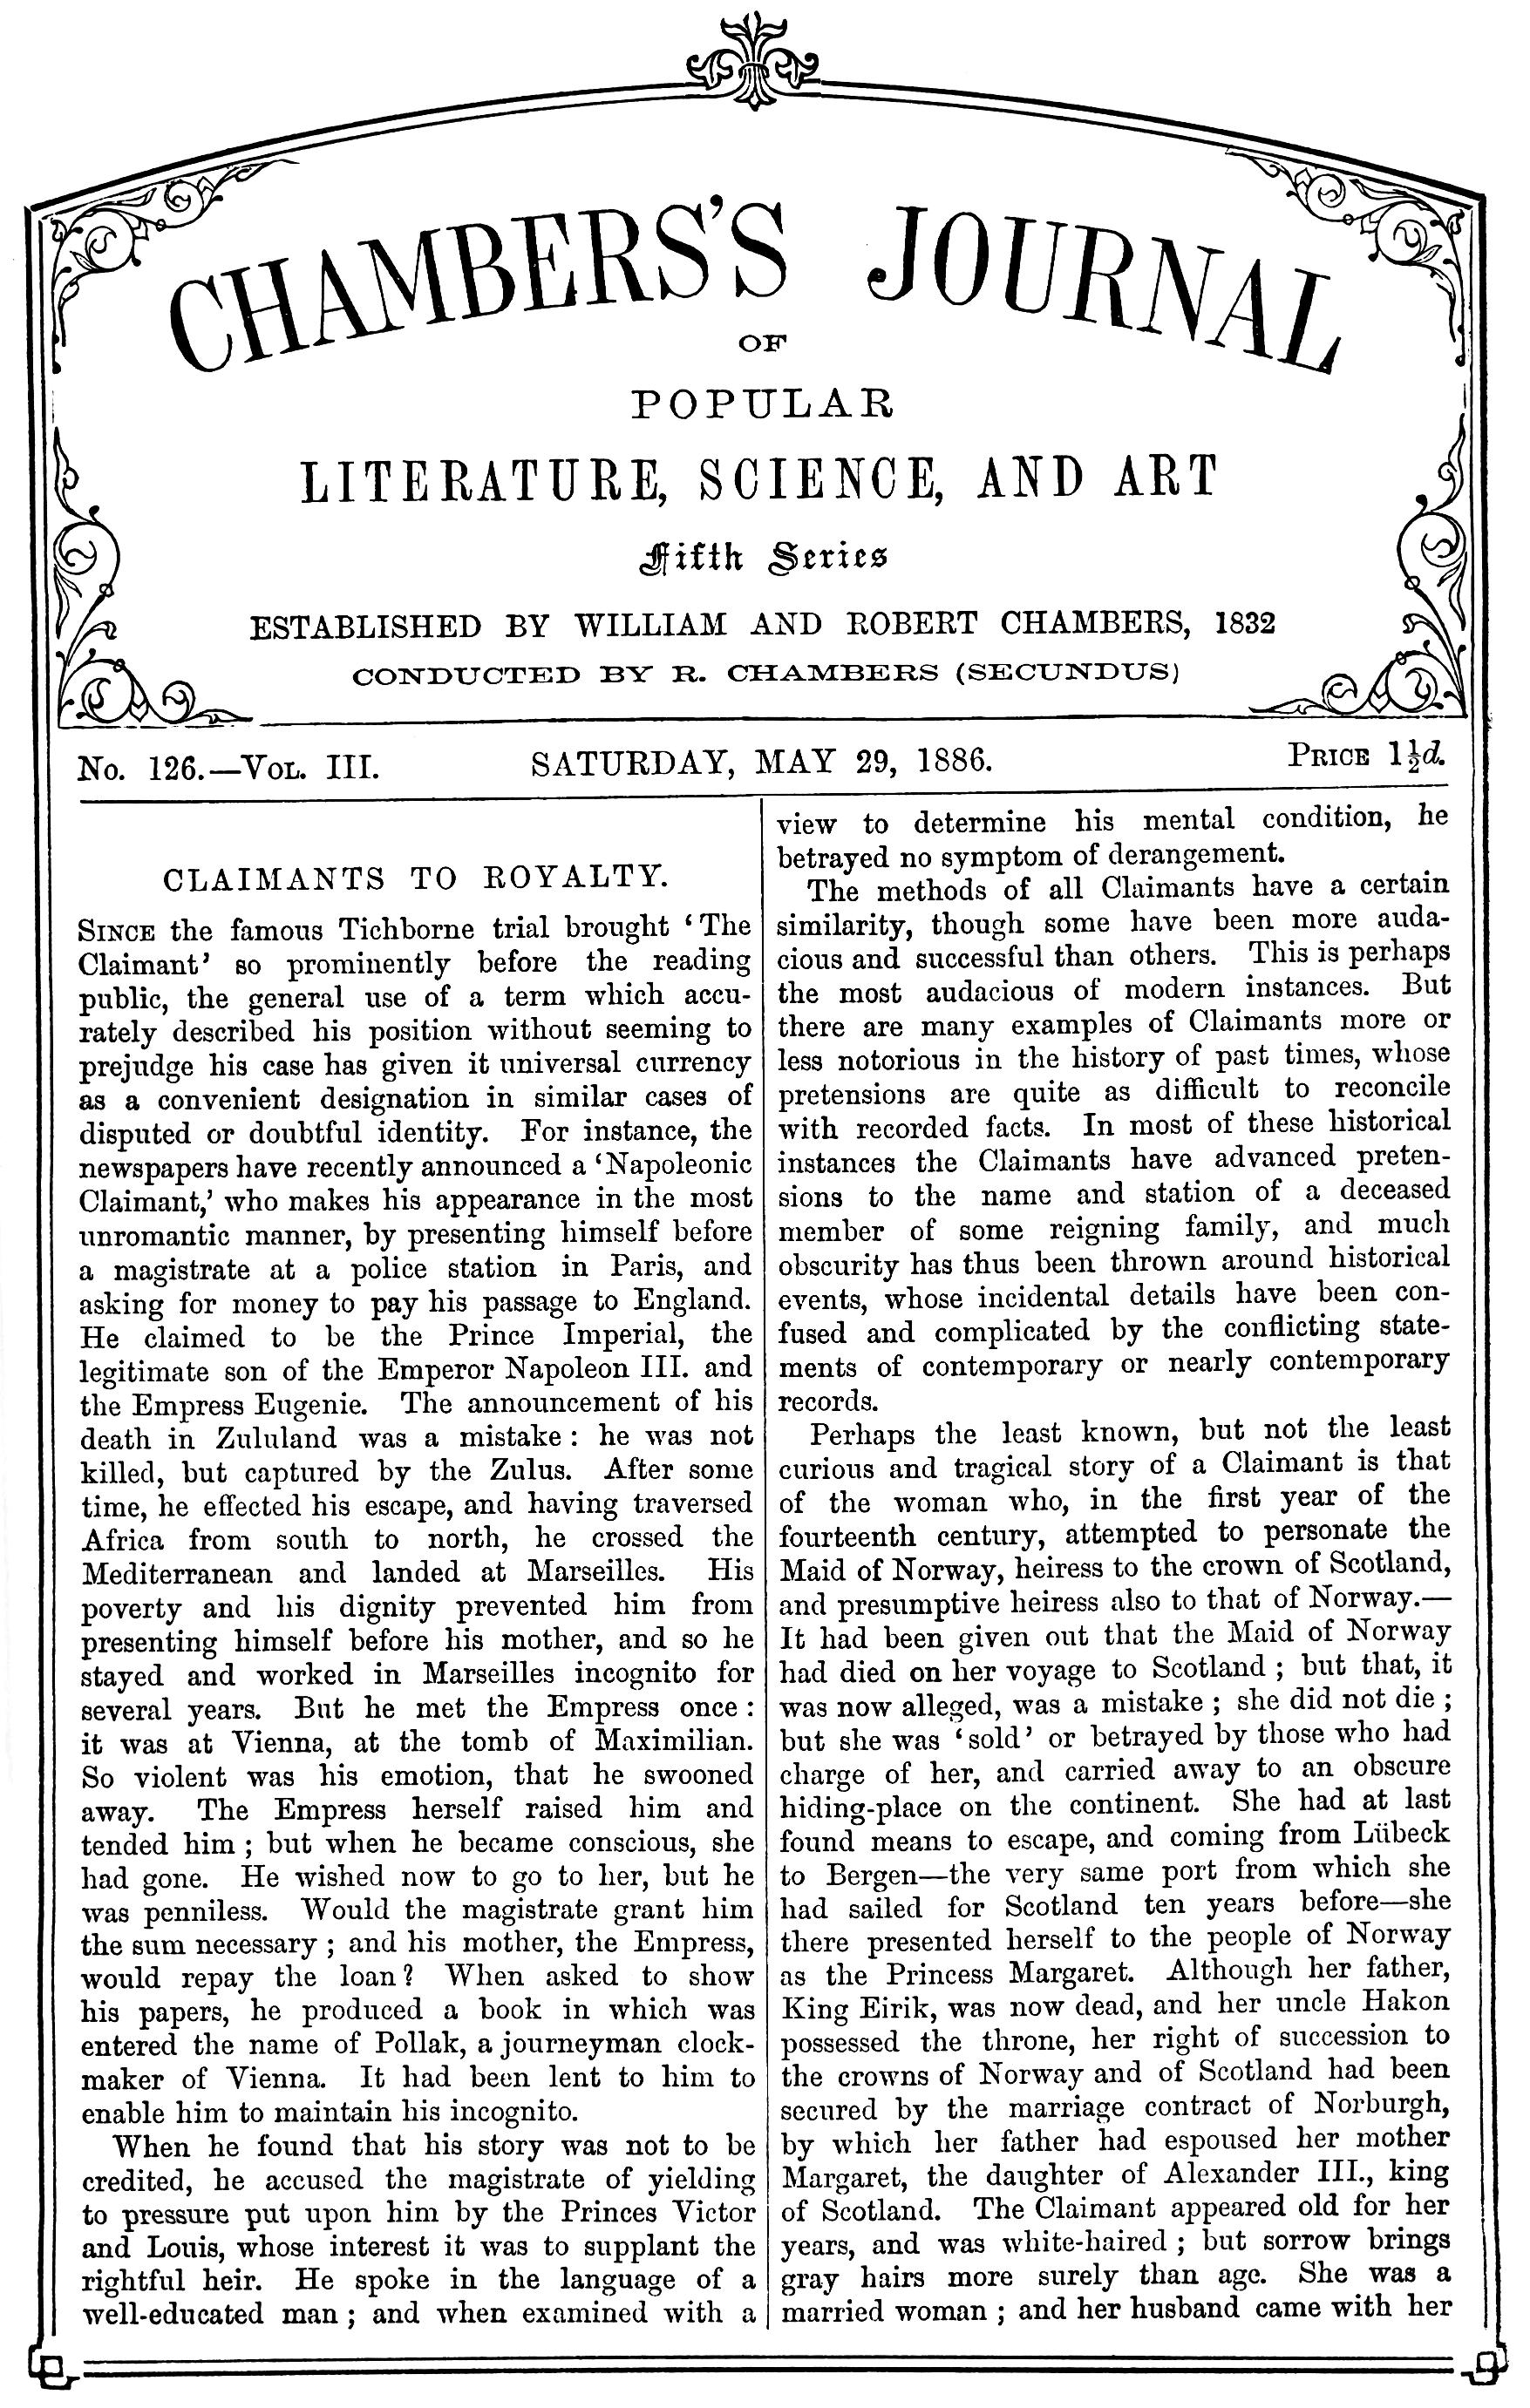 CHAMBERS'S JOURNAL
OF
POPULAR
LITERATURE, SCIENCE, AND ART
Fifth Series
ESTABLISHED BY WILLIAM AND ROBERT CHAMBERS, 1832
CONDUCTED BY R. CHAMBERS (SECUNDUS)
No. 126.—Vol. III.
SATURDAY, MAY 29, 1886.
Price 1½d.
CLAIMANTS TO ROYALTY.
Since the famous Tichborne trial brought ‘The
Claimant’ so prominently before the reading
public, the general use of a term which accu-
rately described his position without seeming to
prejudge his case has given it universal currency
as a convenient designation in similar cases of
disputed or doubtful identity. For instance, the
newspapers have recently announced a ‘Napoleonic
Claimant,’ who makes his appearance in the most
unromantic manner, by presenting himself before
a magistrate at a police station in Paris, and
asking for money to pay his passage to England.
He claimed to be the Prince Imperial, the
legitimate son of the Emperor Napoleon III. and
the Empress Eugenie. The announcement of his
death in Zululand was a mistake: he was not
killed, but captured by the Zulus. After some
time, he effected his escape, and having traversed
Africa from south to north, he crossed the
Mediterranean and landed at Marseilles. His
poverty and his dignity prevented him from
presenting himself before his mother, and so he
stayed and worked in Marseilles incognito for
several years. But he met the Empress once:
it was at Vienna, at the tomb of Maximilian.
So violent was his emotion, that he swooned
away. The Empress herself raised him and
tended him; but when he became conscious, she
had gone. He wished now to go to her, but he
was penniless. Would the magistrate grant him
the sum necessary; and his mother, the Empress,
would repay the loan? When asked to show
his papers, he produced a book in which was
entered the name of Pollak, a journeyman clock-
maker of Vienna. It had been lent to him to
enable him to maintain his incognito.
When he found that his story was not to be
credited, he accused the magistrate of yielding
to pressure put upon him by the Princes Victor
and Louis, whose interest it was to supplant the
rightful heir. He spoke in the language of a
well-educated man; and when examined with a
view to determine his mental condition, he
betrayed no symptom of derangement.
The methods of all Claimants have a certain
similarity, though some have been more auda-
cious and successful than others. This is perhaps
the most audacious of modern instances. But
there are many examples of Claimants more or
less notorious in the history of past times, whose
pretensions are quite as difficult to reconcile
with recorded facts. In most of these historical
instances the Claimants have advanced preten-
sions to the name and station of a deceased
member of some reigning family, and much
obscurity has thus been thrown around historical
events, whose incidental details have been con-
fused and complicated by the conflicting state-
ments of contemporary or nearly contemporary
records.
Perhaps the least known, but not the least
curious and tragical story of a Claimant is that
of the woman who, in the first year of the
fourteenth century, attempted to personate the
Maid of Norway, heiress to the crown of Scotland,
and presumptive heiress also to that of Norway.—
It had been given out that the Maid of Norway
had died on her voyage to Scotland; but that, it
was now alleged, was a mistake; she did not die;
but she was ‘sold’ or betrayed by those who had
charge of her, and carried away to an obscure
hiding-place on the continent. She had at last
found means to escape, and coming from Lübeck
to Bergen—the very same port from which she
had sailed for Scotland ten years before—she
there presented herself to the people of Norway
as the Princess Margaret. Although her father,
King Eirik, was now dead, and her uncle Hakon
possessed the throne, her right of succession to
the crowns of Norway and of Scotland had been
secured by the marriage contract of Norburgh,
by which her father had espoused her mother
Margaret, the daughter of Alexander III., king
of Scotland. The Claimant appeared old for her
years, and was white-haired; but sorrow brings
gray hairs more surely than age. She was a
married woman; and her husband came with her